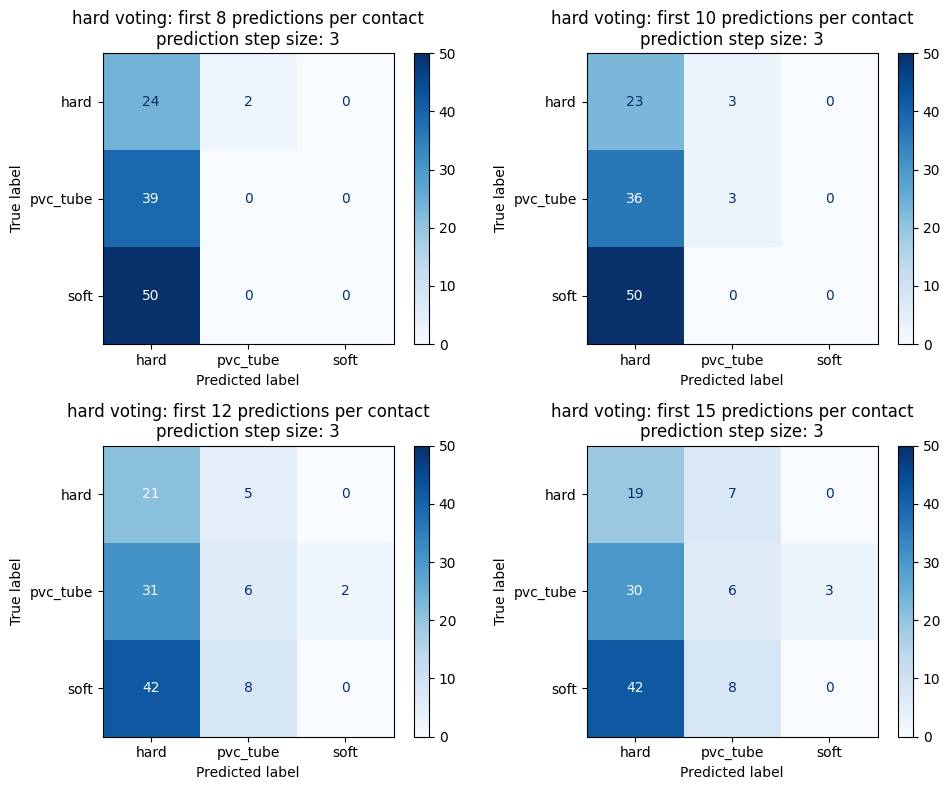 hard voting: first 8 predictions per contact
prediction step size: 3
True label
hard
24
2
0
pvc_tube
39
0
0
soft
50
0
0
hard
pvc_tube
soft
Predicted label
50
40
30
20
10
0
hard voting: first 10 predictions per contact
prediction step size: 3
True label
hard
23
3
0
pvc_tube
36
3
0
soft
50
0
0
hard
pvc_tube
soft
Predicted label
50
40
30
20
10
0
hard voting: first 12 predictions per contact
prediction step size: 3
True label
hard
21
5
0
pvc_tube
31
6
2
soft
42
8
0
hard
pvc_tube
soft
Predicted label
50
40
30
20
10
0
hard voting: first 15 predictions per contact
prediction step size: 3
True label
hard
19
7
0
pvc_tube
30
6
3
soft
42
8
0
hard
pvc_tube
soft
Predicted label
50
40
30
20
10
0